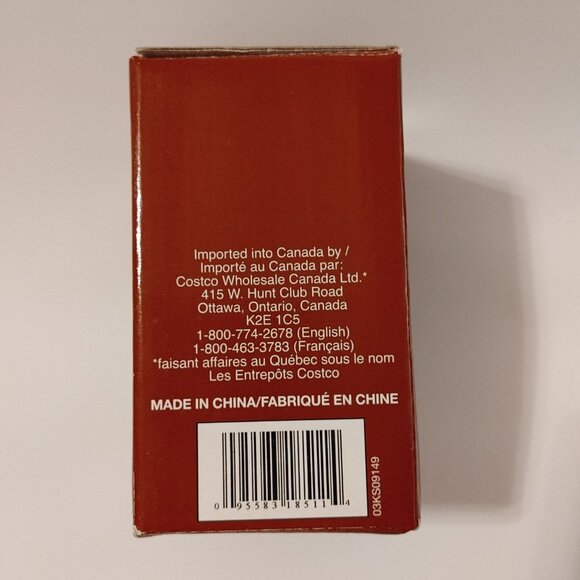 Imported into Canada by /
Importé au Canada par:
Costco Wholesale Canada Ltd.*
415 W. Hunt Club Road
Ottawa, Ontario, Canada
K2E 1C5
1-800-774-2678 (English)
1-800-463-3783 (Français)
*faisant affaires au Québec sous le nom
Les Entrepôts Costco
MADE IN CHINA/FABRIQUÉ EN CHINE
0 95583 18511 4
03KS09149